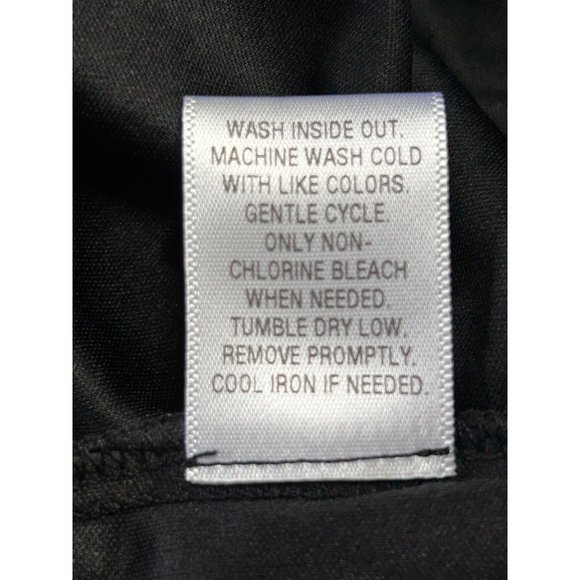 WASH INSIDE OUT.
MACHINE WASH COLD
WITH LIKE COLORS.
GENTLE CYCLE.
ONLY NON-
CHLORINE BLEACH
WHEN NEEDED.
TUMBLE DRY LOW.
REMOVE PROMPTLY.
COOL IRON IF NEEDED.